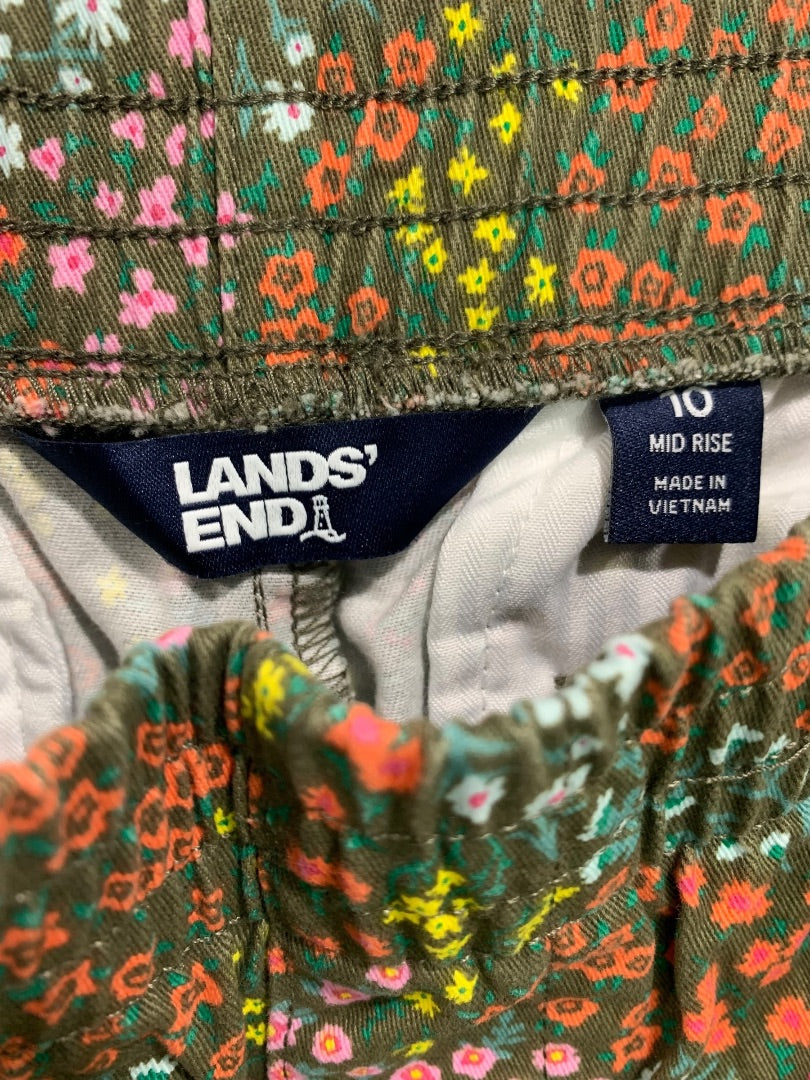 LANDS'
END
10
MID RISE
MADE IN
VIETNAM